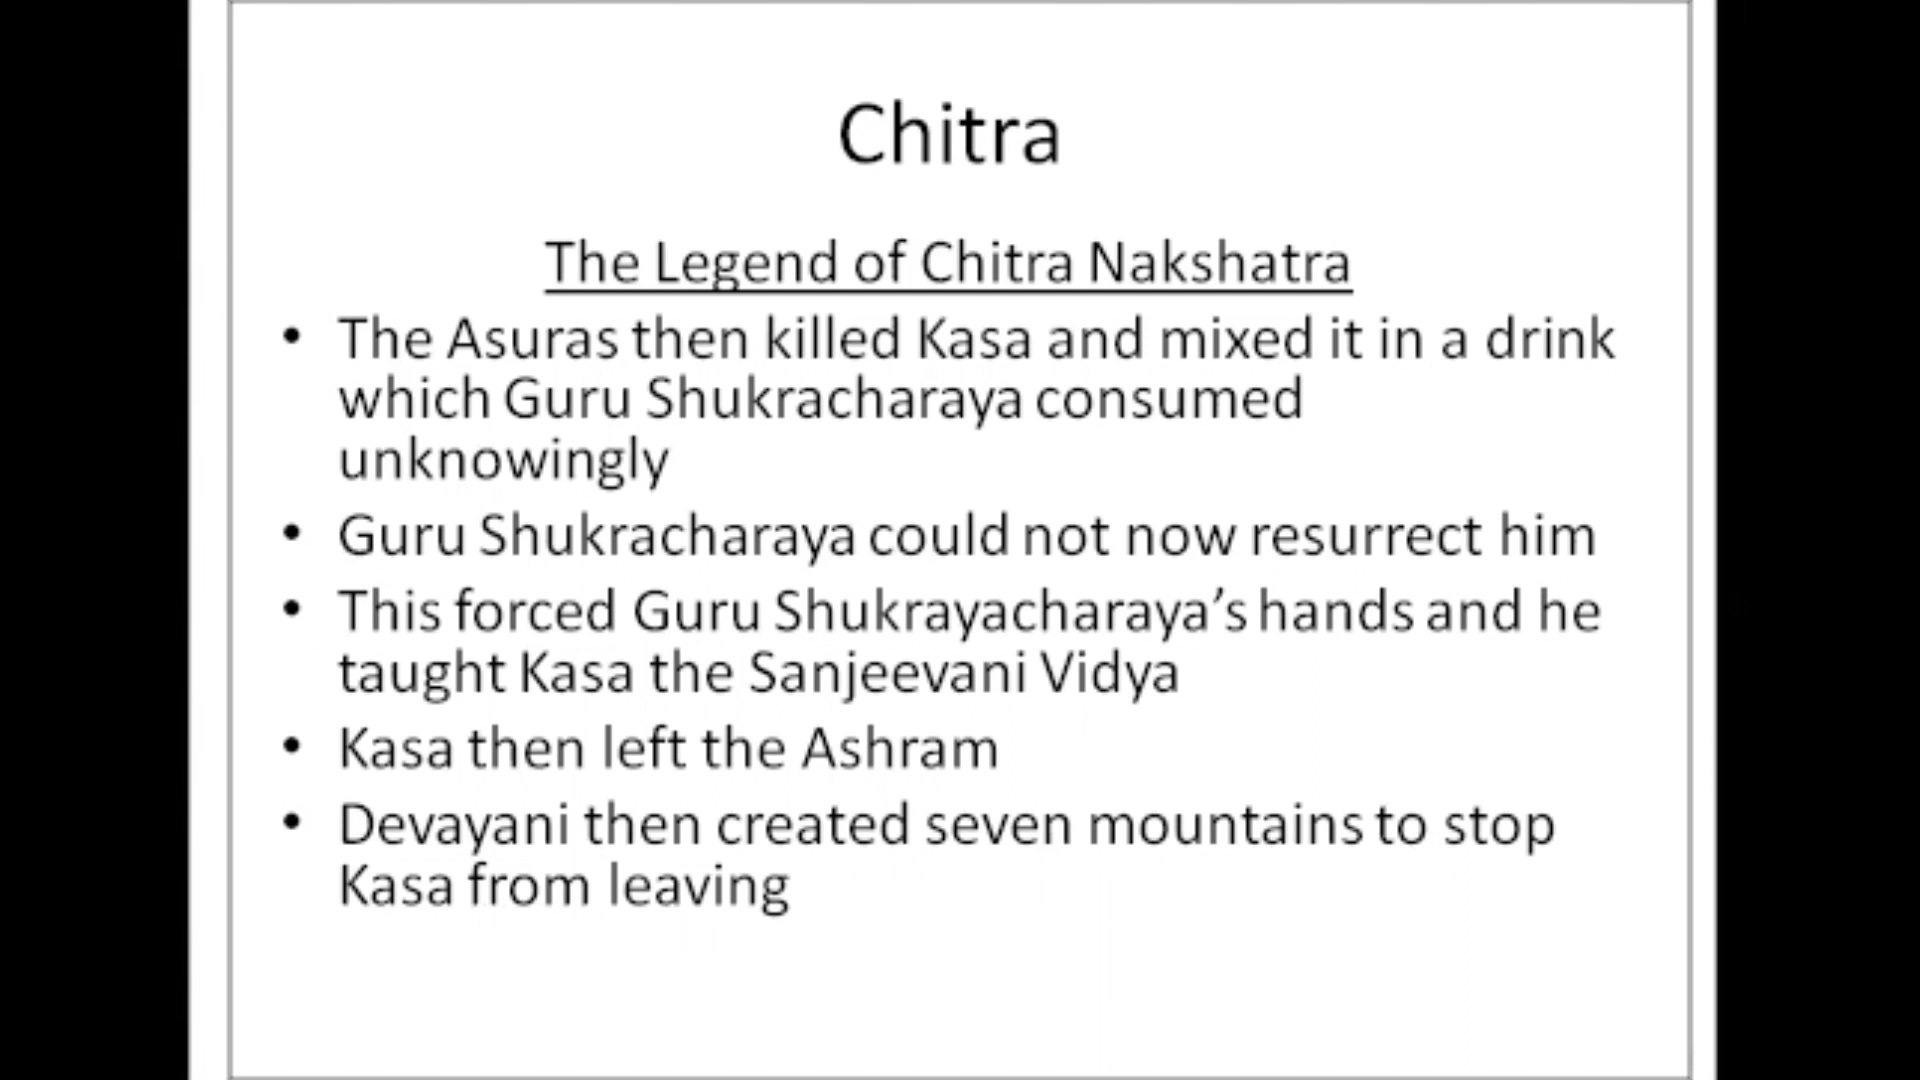 Chitra
The Legend of Chitra Nakshatra
• The Asuras then killed Kasa and mixed it in a drink
which Guru Shukracharaya consumed
unknowingly
• Guru Shukracharaya could not now resurrect him
• This forced Guru Shukrayacharaya’s hands and he
taught Kasa the Sanjeevani Vidya
• Kasa then left the Ashram
• Devayani then created seven mountains to stop
Kasa from leaving